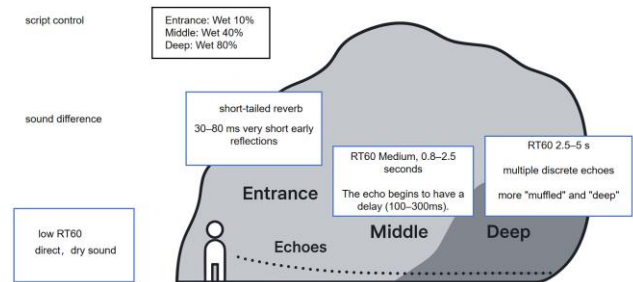 script control
Entrance: Wet 10%
Middle: Wet 40%
Deep: Wet 80%
sound difference
short-tailed reverb
30–80 ms very short early
reflections
RT60 Medium, 0.8–2.5
seconds
The echo begins to have a
delay (100–300ms).
RT60 2.5–5 s
multiple discrete echoes
more "muffled" and "deep"
Entrance
Middle
Deep
low RT60
direct, dry sound
Echoes